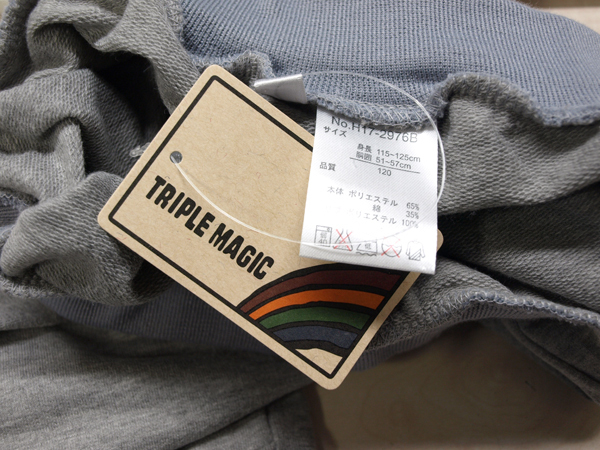 TRIPLE MAGIC
No.H17-2976B
サイズ
身長 115~125cm
胸囲 51~57cm
品質 120
本体 ポリエステル 65%
綿 35%
リエステル 100%